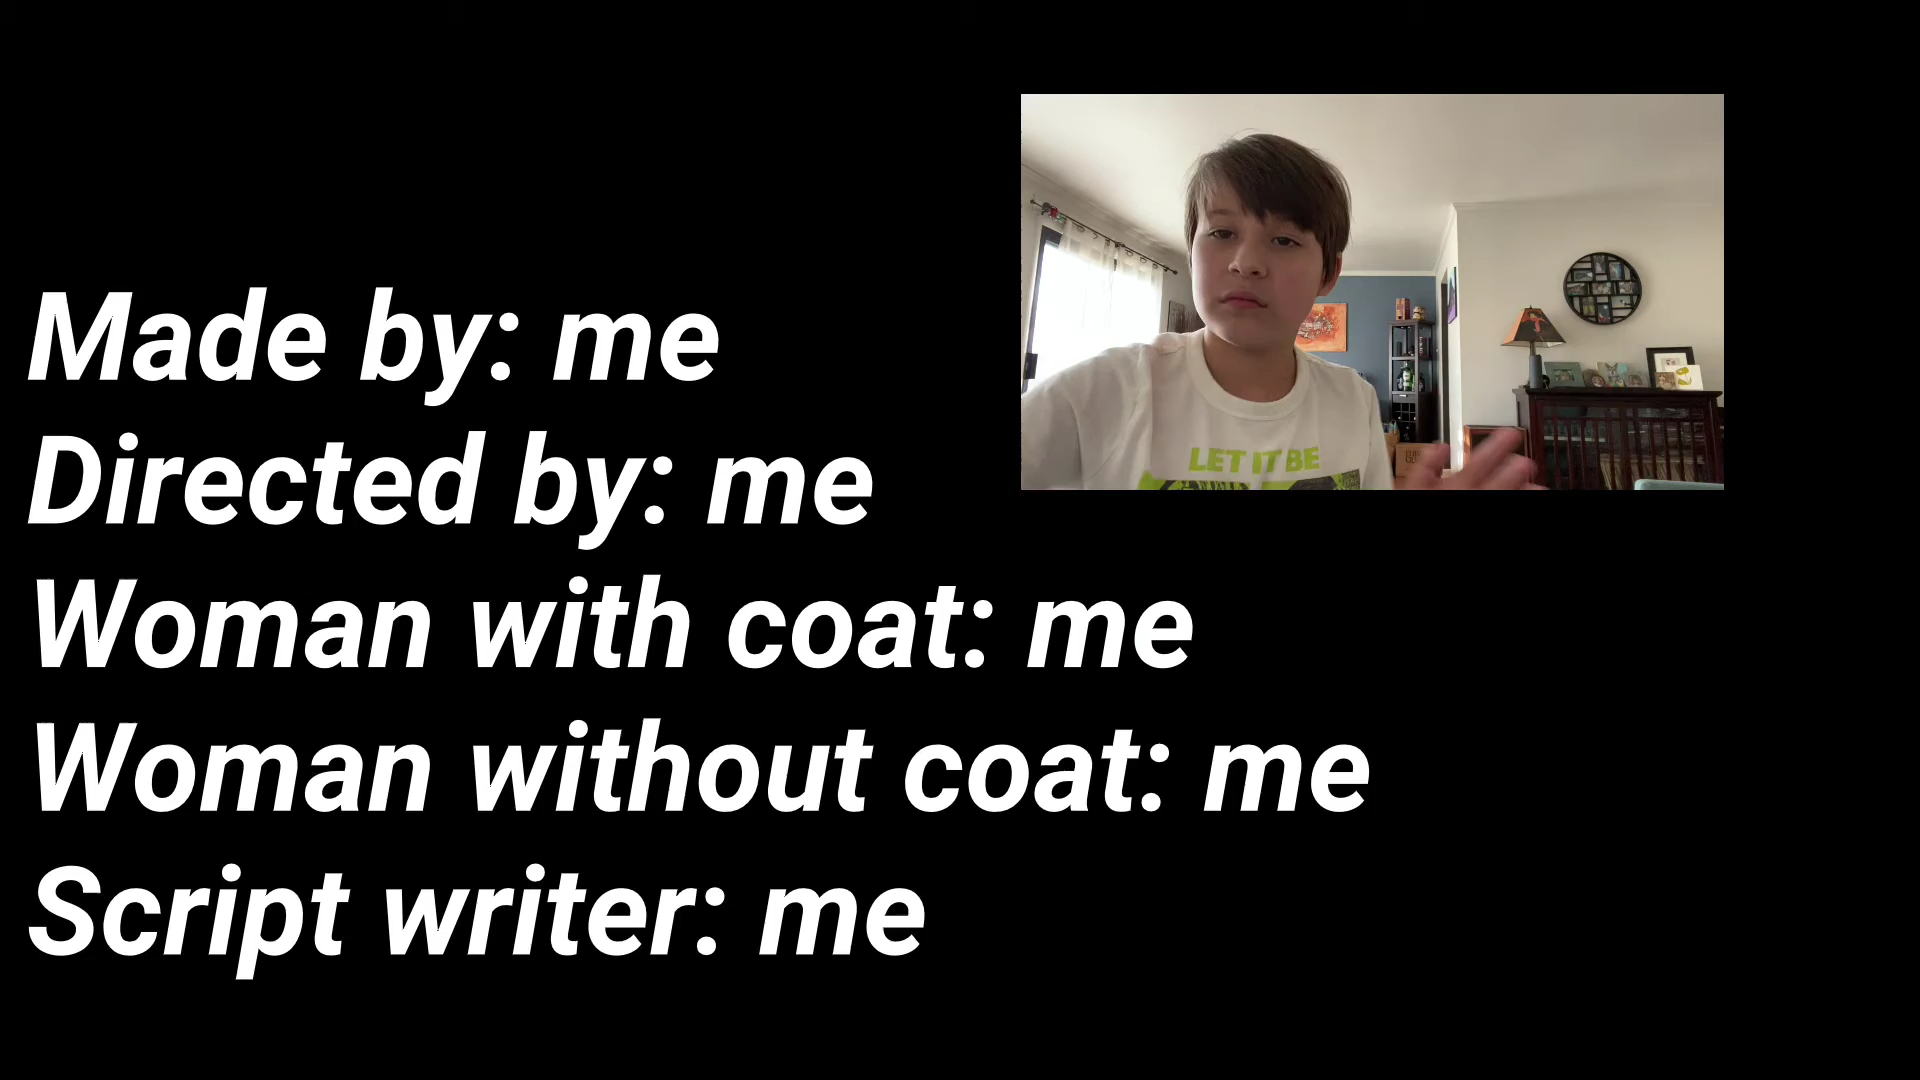 Made by: me
Directed by: me
Woman with coat: me
Woman without coat: me
Script writer: me
LET IT BE